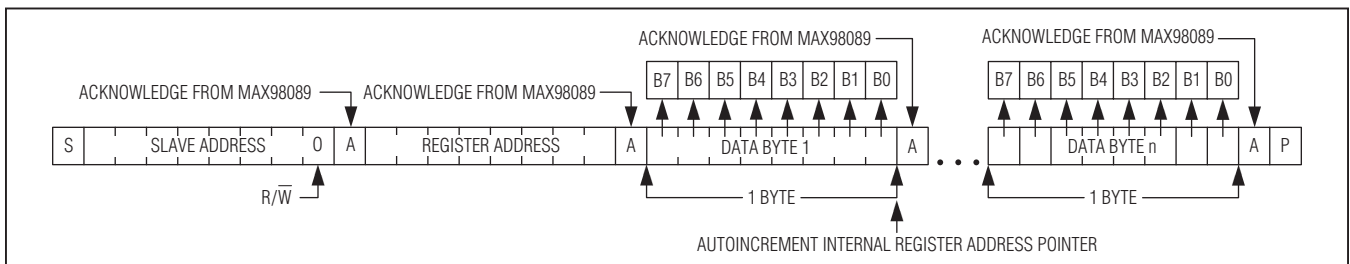 ACKNOWLEDGE FROM MAX98089 ACKNOWLEDGE FROM MAX98089
B7 B6 B5 B4 B3 B2 B1 B0 B7 B6 B5 B4 B3 B2 B1 B0
ACKNOWLEDGE FROM MAX98089 ACKNOWLEDGE FROM MAX98089
S SLAVE ADDRESS 0 A REGISTER ADDRESS A DATA BYTE 1 A DATA BYTE n A P
R/W̅ 1 BYTE 1 BYTE
AUTOINCREMENT INTERNAL REGISTER ADDRESS POINTER